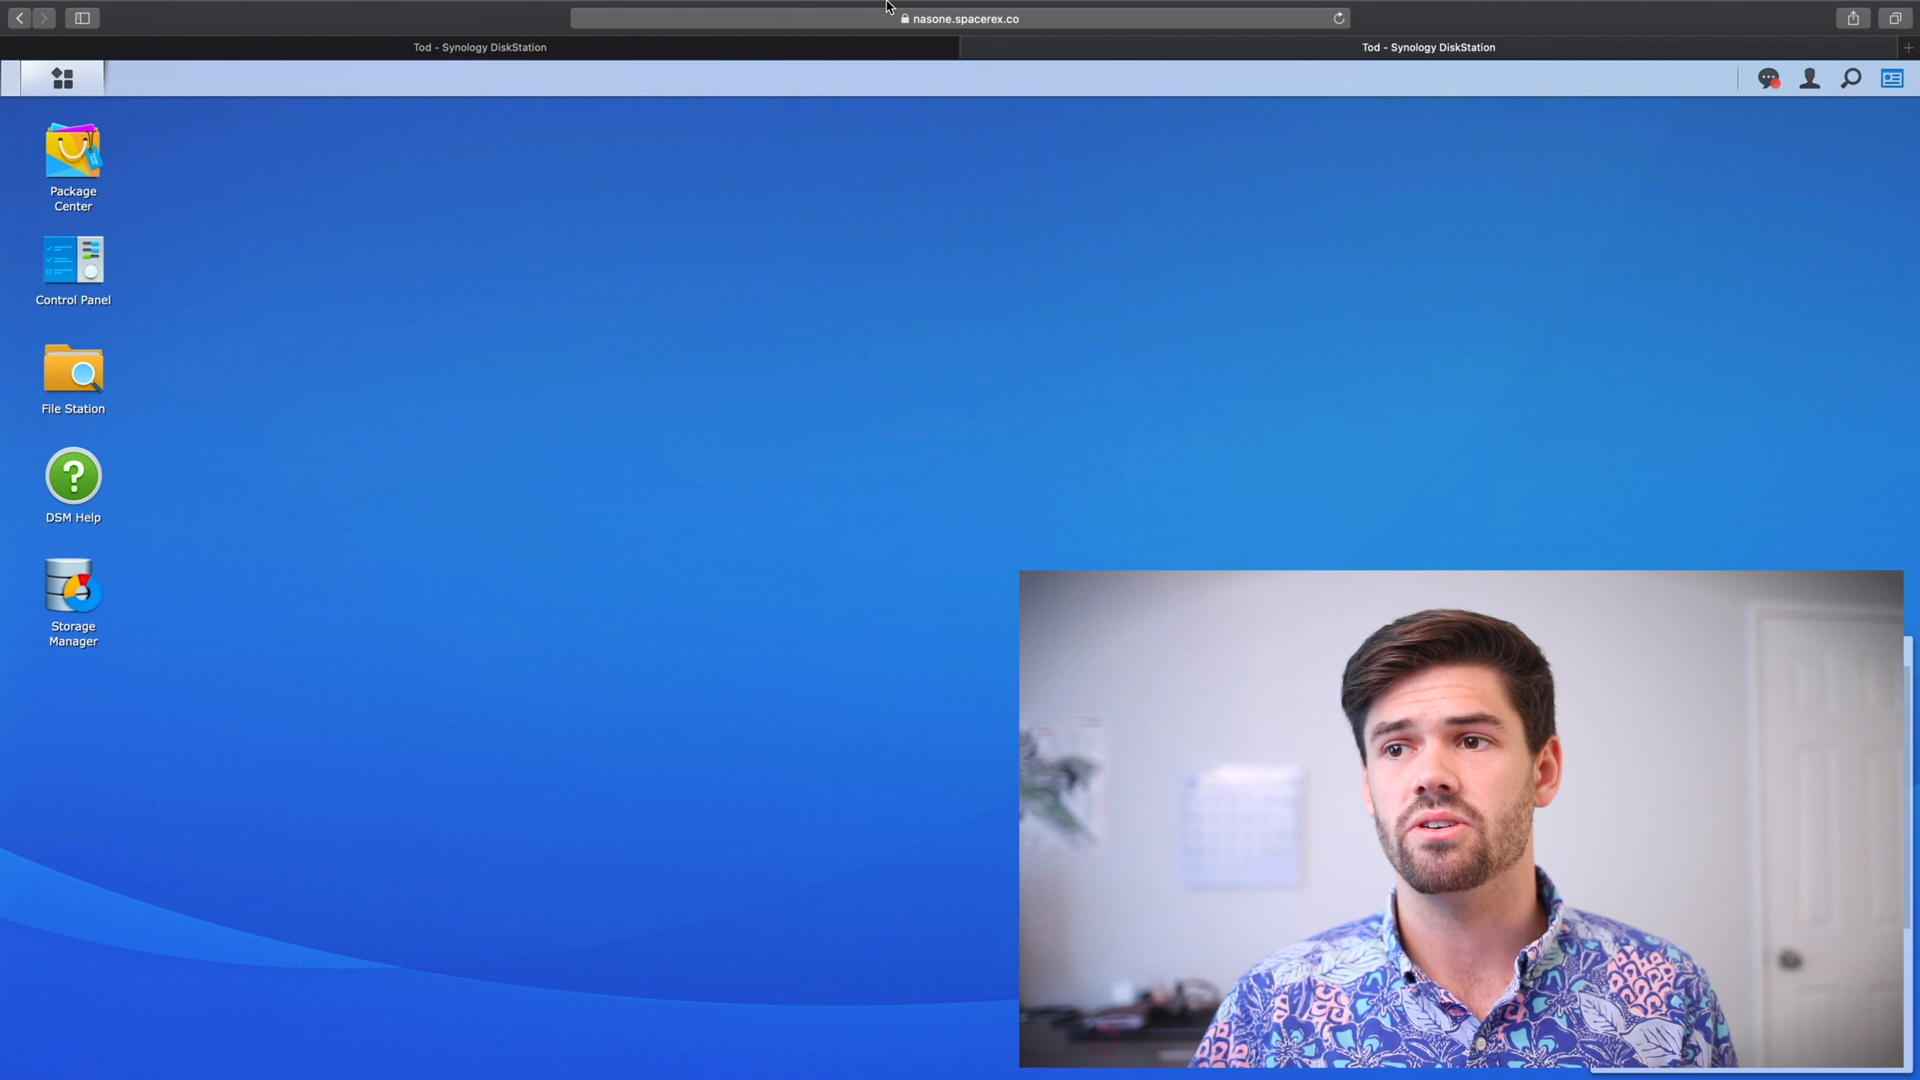 nasone.spacerex.co
Tod - Synology DiskStation
Tod - Synology DiskStation
Package
Center
Control Panel
File Station
DSM Help
Storage
Manager